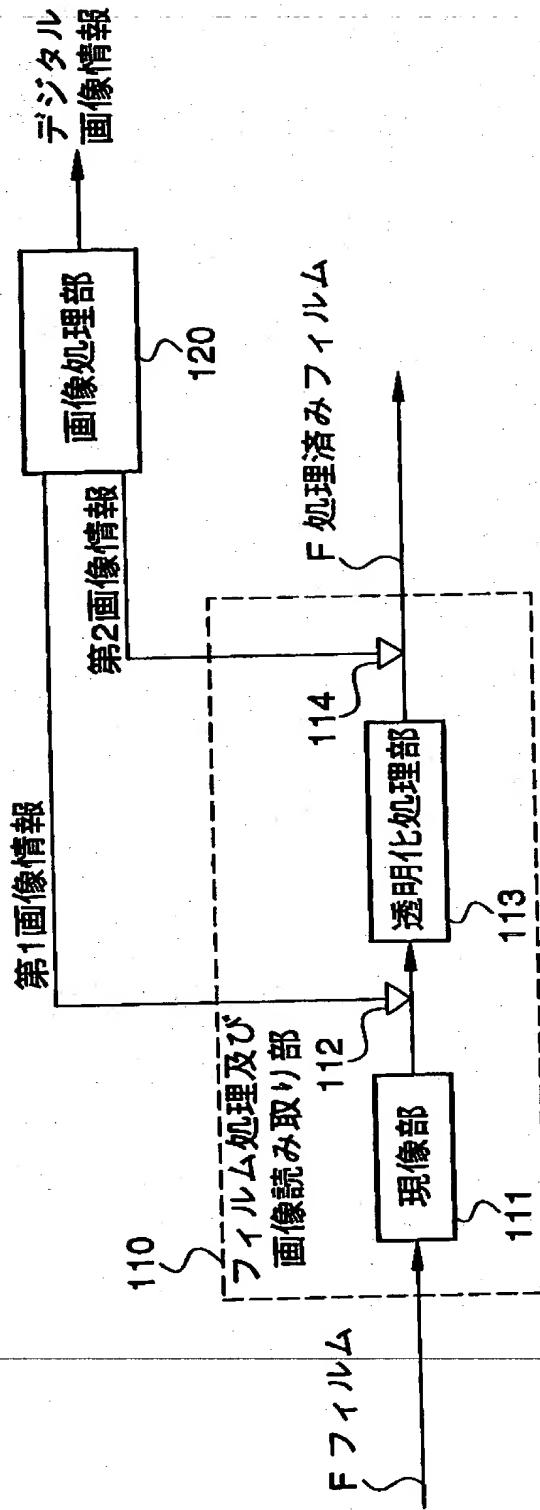 デジタル
画像情報
画像処理部
120
第1画像情報
第2画像情報
110
フィルム処理及び
画像読み取り部
F フィルム
現像部
111
112
透明化処理部
113
114
F 処理済みフィルム